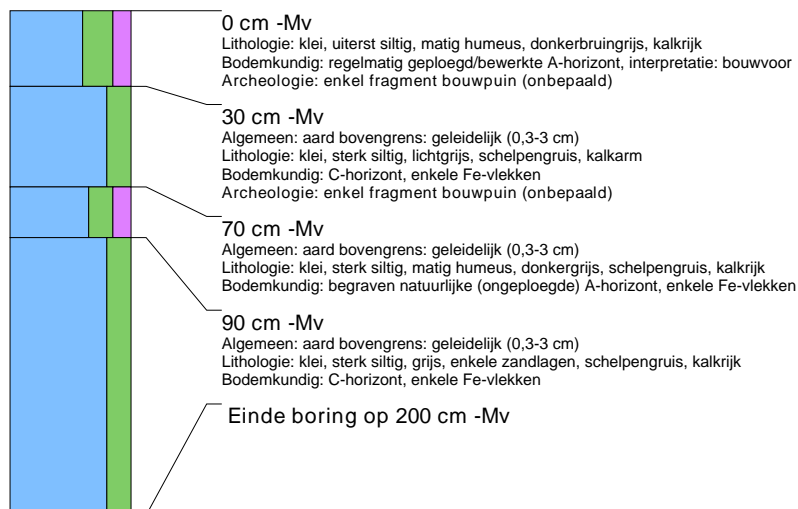 0 cm -Mv
Lithologie: klei, uiterst siltig, matig humeus, donkerbruingrijs, kalkrijk
Bodemkundig: regelmatig geploegd/bewerkte A-horizont, interpretatie: bouwvoor
Archeologie: enkel fragment bouwpuin (onbepaald)
30 cm -Mv
Algemeen: aard bovengrens: geleidelijk (0,3-3 cm)
Lithologie: klei, sterk siltig, lichtgrijs, schelpengruis, kalkarm
Bodemkundig: C-horizont, enkele Fe-vlekken
Archeologie: enkel fragment bouwpuin (onbepaald)
70 cm -Mv
Algemeen: aard bovengrens: geleidelijk (0,3-3 cm)
Lithologie: klei, sterk siltig, matig humeus, donkergrijs, schelpengruis, kalkrijk
Bodemkundig: begraven natuurlijke (ongeploegde) A-horizont, enkele Fe-vlekken
90 cm -Mv
Algemeen: aard bovengrens: geleidelijk (0,3-3 cm)
Lithologie: klei, sterk siltig, grijs, enkele zandlagen, schelpengruis, kalkrijk
Bodemkundig: C-horizont, enkele Fe-vlekken
Einde boring op 200 cm -Mv